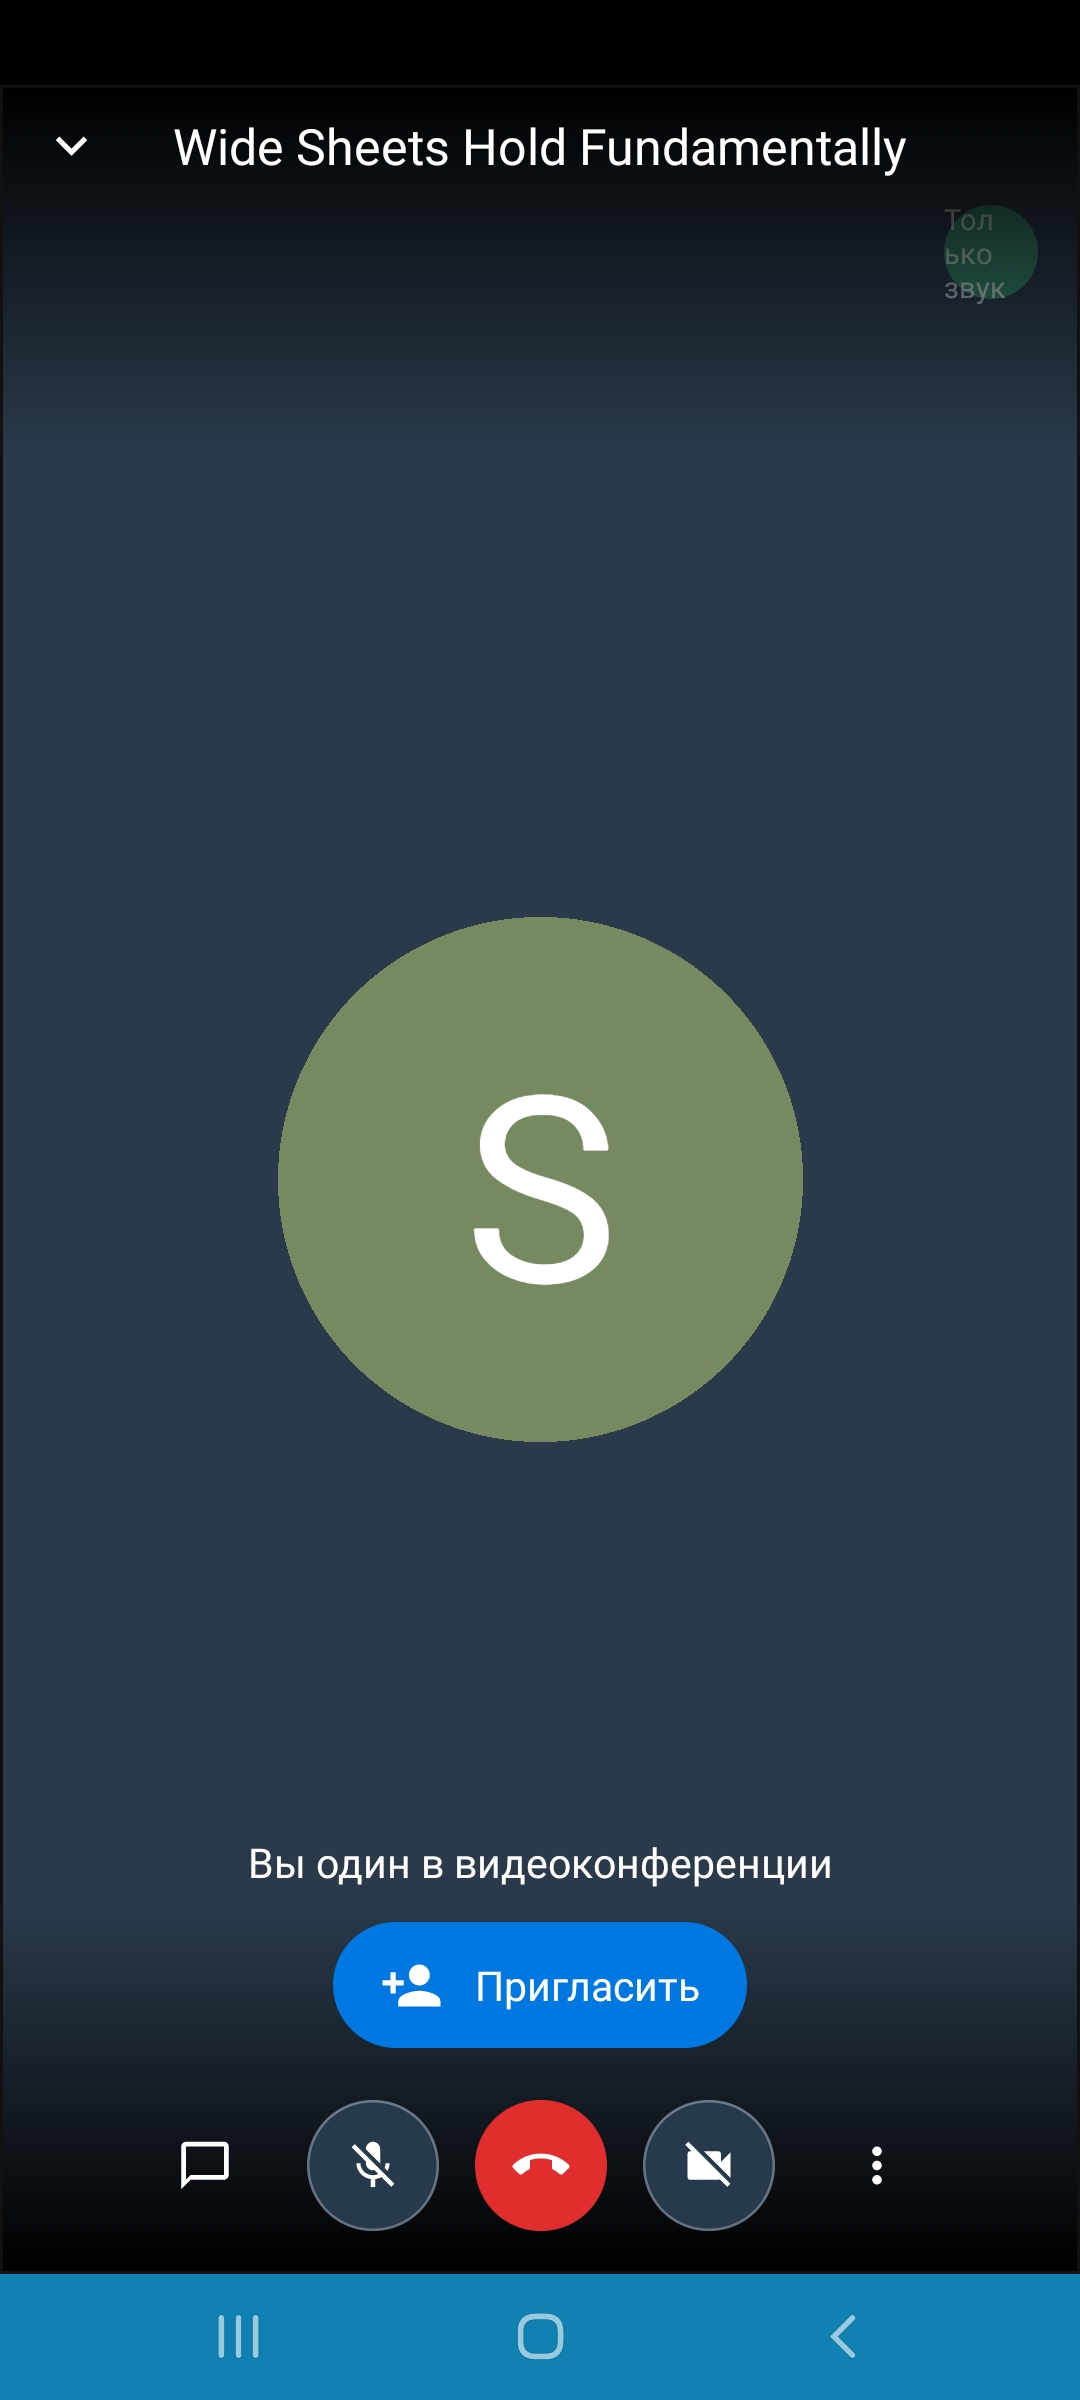 Wide Sheets Hold Fundamentally
Тол
ько
звук
S
Вы один в видеоконференции
Пригласить